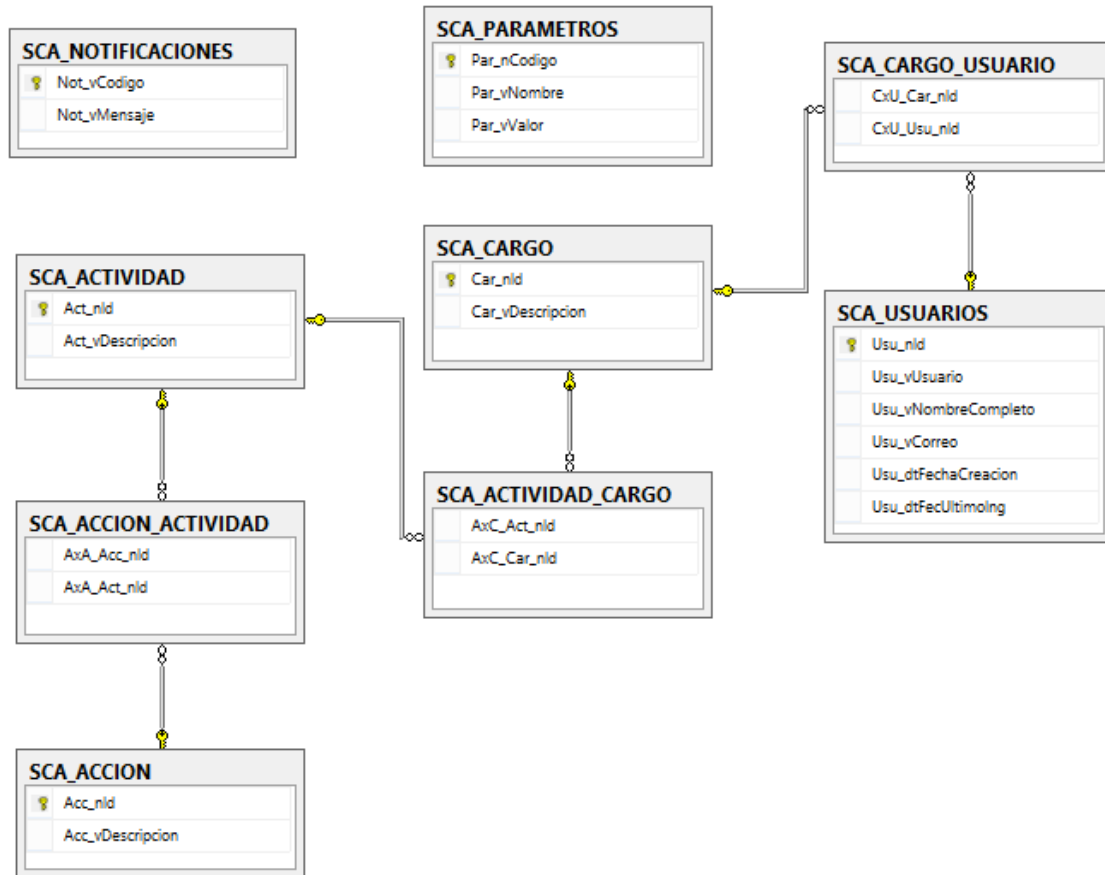 SCA_NOTIFICACIONES
Not_vCodigo
Not_vMensaje
SCA_PARAMETROS
Par_nCodigo
Par_vNombre
Par_vValor
SCA_CARGO_USUARIO
CxU_Car_nId
CxU_Usu_nId
SCA_ACTIVIDAD
Act_nId
Act_vDescripcion
SCA_CARGO
Car_nId
Car_vDescripcion
SCA_USUARIOS
Usu_nId
Usu_vUsuario
Usu_vNombreCompleto
Usu_vCorreo
Usu_dtFechaCreacion
Usu_dtFecUltimoIng
SCA_ACCION_ACTIVIDAD
AxA_Acc_nId
AxA_Act_nId
SCA_ACTIVIDAD_CARGO
AxC_Act_nId
AxC_Car_nId
SCA_ACCION
Acc_nId
Acc_vDescripcion